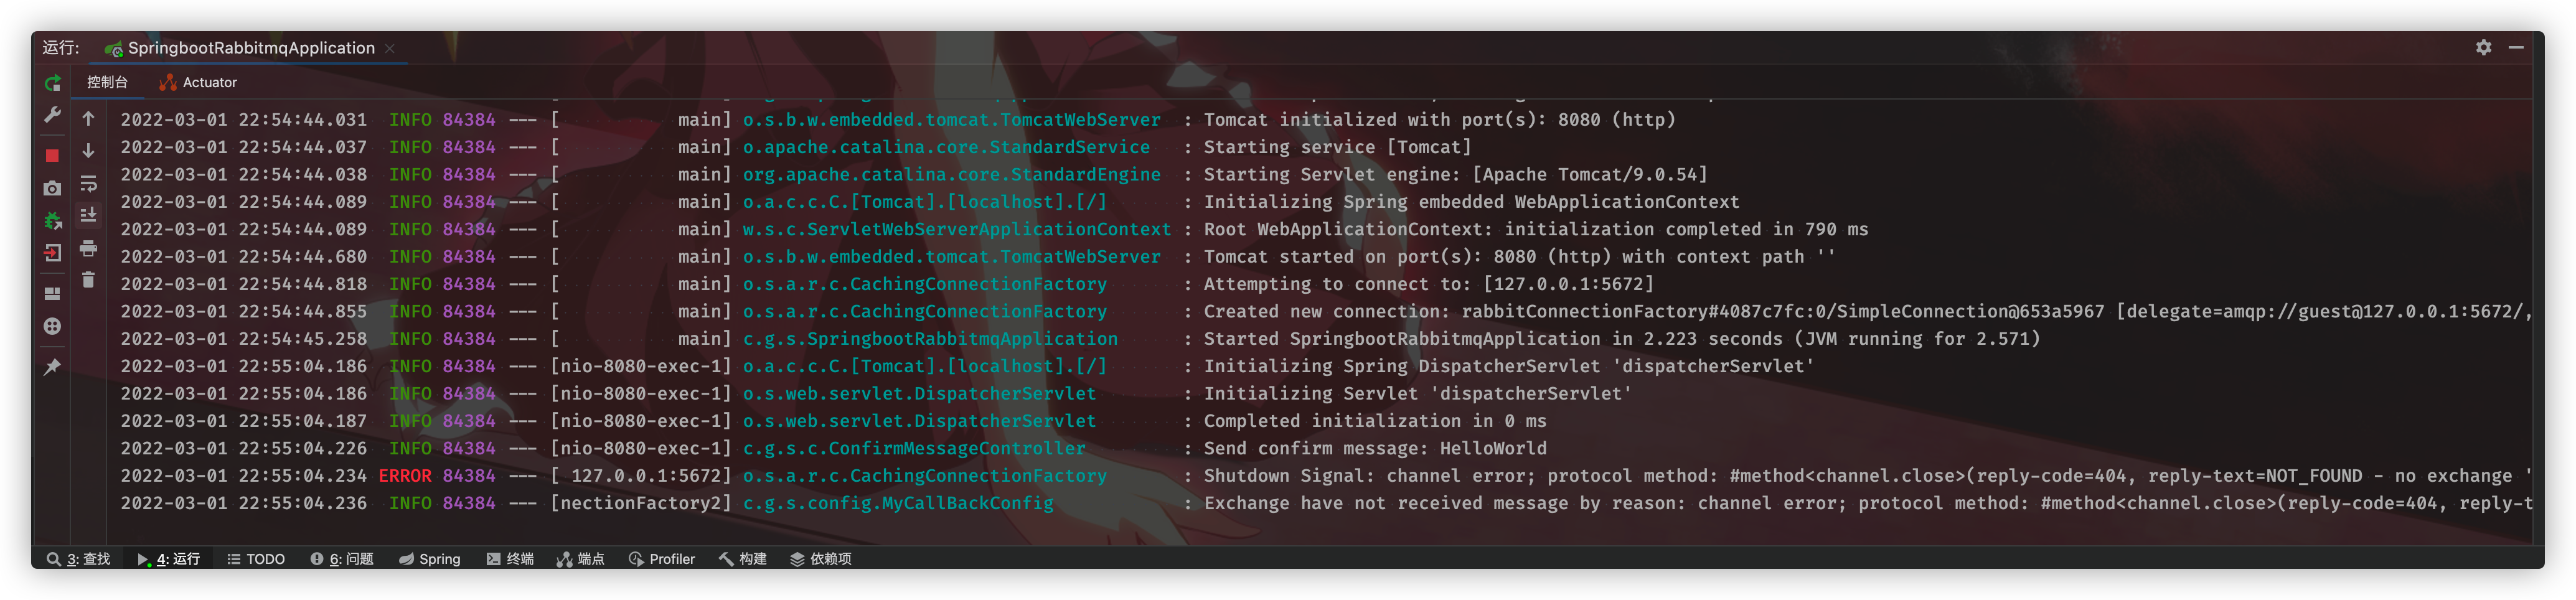 运行: SpringbootRabbitmqApplication
控制台 Actuator
2022-03-01 22:54:44.031 INFO 84384 --- [ main] o.s.b.w.embedded.tomcat.TomcatWebServer : Tomcat initialized with port(s): 8080 (http)
2022-03-01 22:54:44.037 INFO 84384 --- [ main] o.apache.catalina.core.StandardService : Starting service [Tomcat]
2022-03-01 22:54:44.038 INFO 84384 --- [ main] org.apache.catalina.core.StandardEngine : Starting Servlet engine: [Apache Tomcat/9.0.54]
2022-03-01 22:54:44.089 INFO 84384 --- [ main] o.a.c.c.C.[Tomcat].[localhost].[/] : Initializing Spring embedded WebApplicationContext
2022-03-01 22:54:44.089 INFO 84384 --- [ main] w.s.c.ServletWebServerApplicationContext : Root WebApplicationContext: initialization completed in 790 ms
2022-03-01 22:54:44.680 INFO 84384 --- [ main] o.s.b.w.embedded.tomcat.TomcatWebServer : Tomcat started on port(s): 8080 (http) with context path ''
2022-03-01 22:54:44.818 INFO 84384 --- [ main] o.s.a.r.c.CachingConnectionFactory : Attempting to connect to: [127.0.0.1:5672]
2022-03-01 22:54:44.855 INFO 84384 --- [ main] o.s.a.r.c.CachingConnectionFactory : Created new connection: rabbitConnectionFactory#4087c7fc:0/SimpleConnection@653a5967 [delegate=amqp://guest@127.0.0.1:5672/,
2022-03-01 22:54:45.258 INFO 84384 --- [ main] c.g.s.SpringbootRabbitmqApplication : Started SpringbootRabbitmqApplication in 2.223 seconds (JVM running for 2.571)
2022-03-01 22:55:04.186 INFO 84384 --- [nio-8080-exec-1] o.a.c.c.C.[Tomcat].[localhost].[/] : Initializing Spring DispatcherServlet 'dispatcherServlet'
2022-03-01 22:55:04.186 INFO 84384 --- [nio-8080-exec-1] o.s.web.servlet.DispatcherServlet : Initializing Servlet 'dispatcherServlet'
2022-03-01 22:55:04.187 INFO 84384 --- [nio-8080-exec-1] o.s.web.servlet.DispatcherServlet : Completed initialization in 0 ms
2022-03-01 22:55:04.226 INFO 84384 --- [nio-8080-exec-1] c.g.s.c.ConfirmMessageController : Send confirm message: HelloWorld
2022-03-01 22:55:04.234 ERROR 84384 --- [ 127.0.0.1:5672] o.s.a.r.c.CachingConnectionFactory : Shutdown Signal: channel error; protocol method: #method<channel.close>(reply-code=404, reply-text=NOT_FOUND - no exchange '
2022-03-01 22:55:04.236 INFO 84384 --- [nectionFactory2] c.g.s.config.MyCallBackConfig : Exchange have not received message by reason: channel error; protocol method: #method<channel.close>(reply-code=404, reply-t
3: 查找 4: 运行 TODO 6: 问题 Spring 终端 端点 Profiler 构建 依赖项